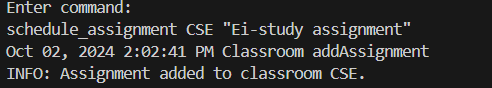 Enter command:
schedule_assignment CSE "Ei-study assignment"
Oct 02, 2024 2:02:41 PM Classroom addAssignment
INFO: Assignment added to classroom CSE.